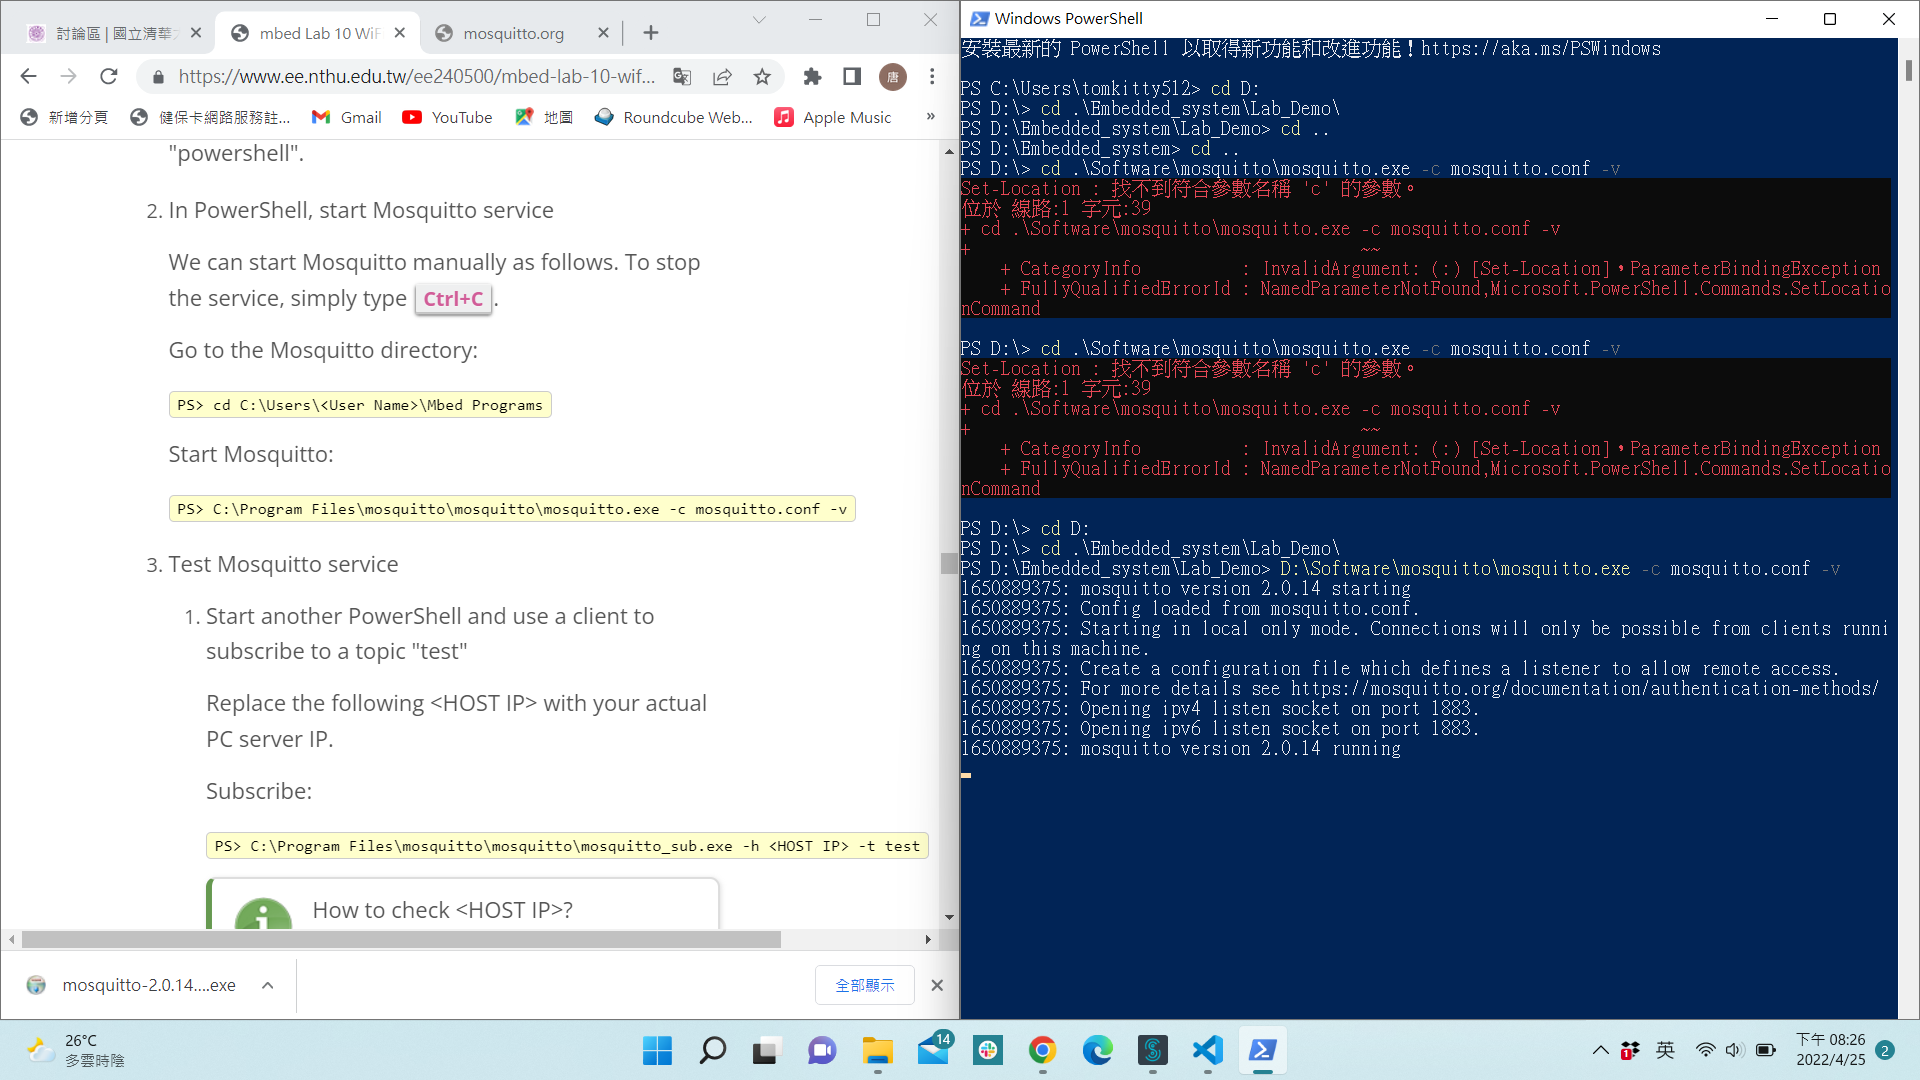 討論區 | 國立清華
mbed Lab 10 WiF
mosquitto.org
https://www.ee.nthu.edu.tw/ee240500/mbed-lab-10-wif...
唐
新增分頁
健保卡網路服務註...
Gmail
YouTube
地圖
Roundcube Web...
Apple Music
»
"powershell".
2. In PowerShell, start Mosquitto service
We can start Mosquitto manually as follows. To stop
the service, simply type Ctrl+C.
Go to the Mosquitto directory:
PS> cd C:\Users\<User Name>\Mbed Programs
Start Mosquitto:
PS> C:\Program Files\mosquitto\mosquitto\mosquitto.exe -c mosquitto.conf -v
3. Test Mosquitto service
1. Start another PowerShell and use a client to
subscribe to a topic "test"
Replace the following <HOST IP> with your actual
PC server IP.
Subscribe:
PS> C:\Program Files\mosquitto\mosquitto\mosquitto_sub.exe -h <HOST IP> -t test
How to check <HOST IP>?
mosquitto-2.0.14....exe
全部顯示
Windows PowerShell
安裝最新的 PowerShell 以取得新功能和改進功能！https://aka.ms/PSWindows
PS C:\Users\tomkitty512> cd D:
PS D:\> cd .\Embedded_system\Lab_Demo\
PS D:\Embedded_system\Lab_Demo> cd ..
PS D:\Embedded_system> cd ..
PS D:\> cd .\Software\mosquitto\mosquitto.exe -c mosquitto.conf -v
Set-Location : 找不到符合參數名稱 'c' 的參數。
位於 線路:1 字元:39
+ cd .\Software\mosquitto\mosquitto.exe -c mosquitto.conf -v
+                                       ~~
+ CategoryInfo          : InvalidArgument: (:) [Set-Location]，ParameterBindingException
+ FullyQualifiedErrorId : NamedParameterNotFound,Microsoft.PowerShell.Commands.SetLocatio
nCommand
PS D:\> cd .\Software\mosquitto\mosquitto.exe -c mosquitto.conf -v
Set-Location : 找不到符合參數名稱 'c' 的參數。
位於 線路:1 字元:39
+ cd .\Software\mosquitto\mosquitto.exe -c mosquitto.conf -v
+                                       ~~
+ CategoryInfo          : InvalidArgument: (:) [Set-Location]，ParameterBindingException
+ FullyQualifiedErrorId : NamedParameterNotFound,Microsoft.PowerShell.Commands.SetLocatio
nCommand
PS D:\> cd D:
PS D:\> cd .\Embedded_system\Lab_Demo\
PS D:\Embedded_system\Lab_Demo> D:\Software\mosquitto\mosquitto.exe -c mosquitto.conf -v
1650889375: mosquitto version 2.0.14 starting
1650889375: Config loaded from mosquitto.conf.
1650889375: Starting in local only mode. Connections will only be possible from clients runni
ng on this machine.
1650889375: Create a configuration file which defines a listener to allow remote access.
1650889375: For more details see https://mosquitto.org/documentation/authentication-methods/
1650889375: Opening ipv4 listen socket on port 1883.
1650889375: Opening ipv6 listen socket on port 1883.
1650889375: mosquitto version 2.0.14 running
26°C
多雲時陰
14
1
英
下午 08:26
2022/4/25
2